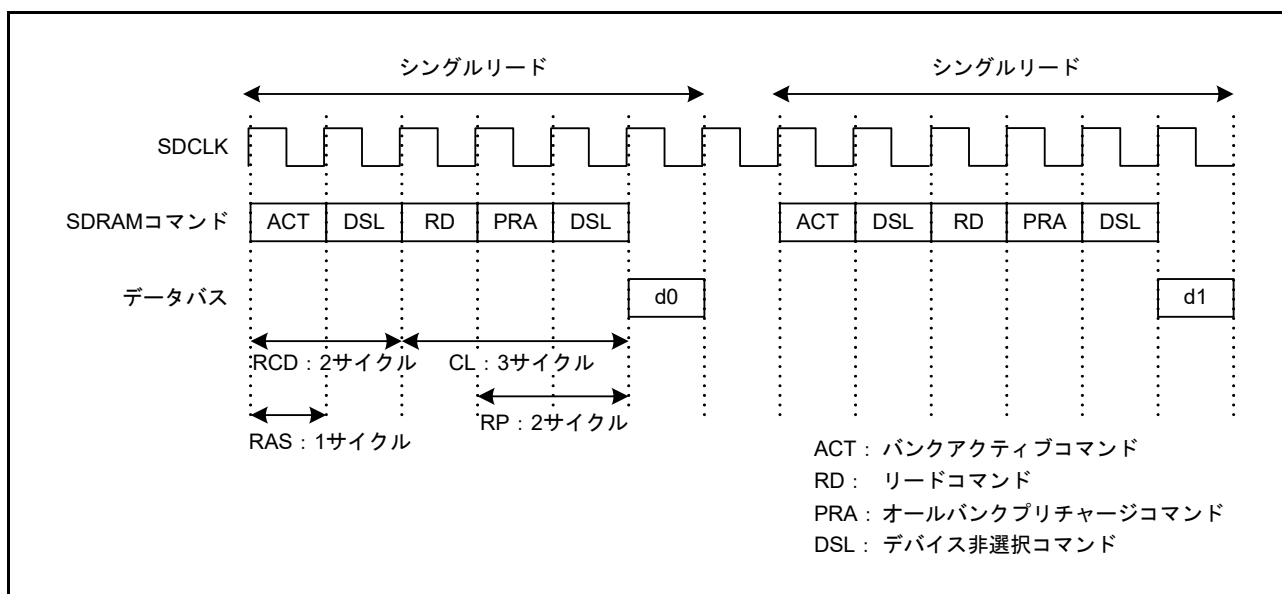 シングルリード シングルリード
SDCLK
SDRAMコマンド ACT DSL RD PRA DSL ACT DSL RD PRA DSL
データバス d0 d1
RCD：2サイクル CL：3サイクル
RAS：1サイクル RP：2サイクル
ACT： バンクアクティブコマンド
RD： リードコマンド
PRA： オールバンクプリチャージコマンド
DSL： デバイス非選択コマンド